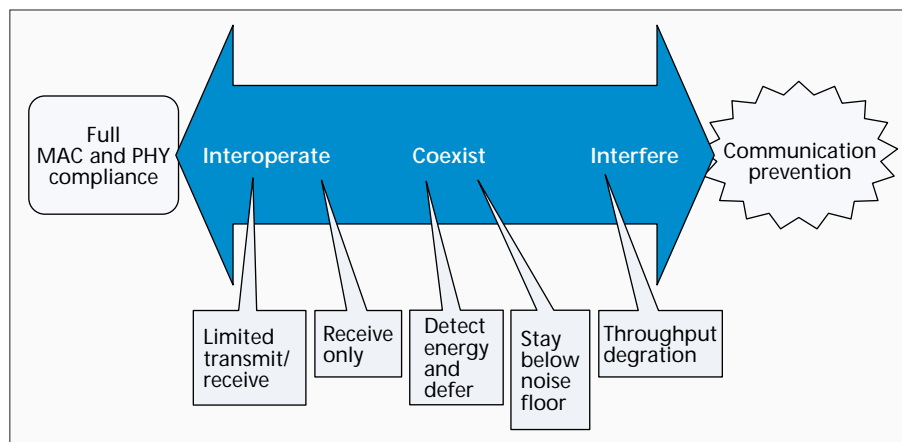 Full
MAC and PHY
compliance
Interoperate
Coexist
Interfere
Communication
prevention
Limited
transmit/
receive
Receive
only
Detect
energy
and
defer
Stay
below
noise
floor
Throughput
degration